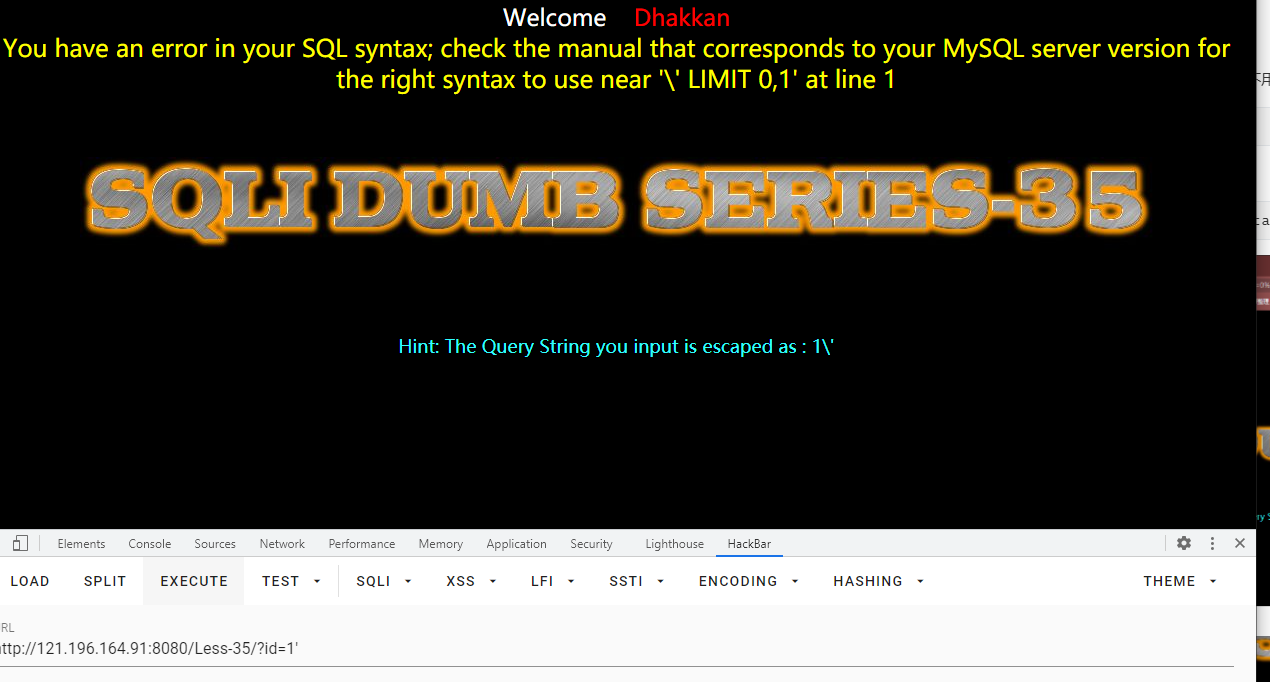 Welcome Dhakkan
You have an error in your SQL syntax; check the manual that corresponds to your MySQL server version for
the right syntax to use near '\' LIMIT 0,1' at line 1
SQLI DUMB SERIES-35
Hint: The Query String you input is escaped as : 1\'
Elements Console Sources Network Performance Memory Application Security Lighthouse HackBar
LOAD SPLIT EXECUTE TEST SQLI XSS LFI SSTI ENCODING HASHING THEME
RL
ttp://121.196.164.91:8080/Less-35/?id=1'